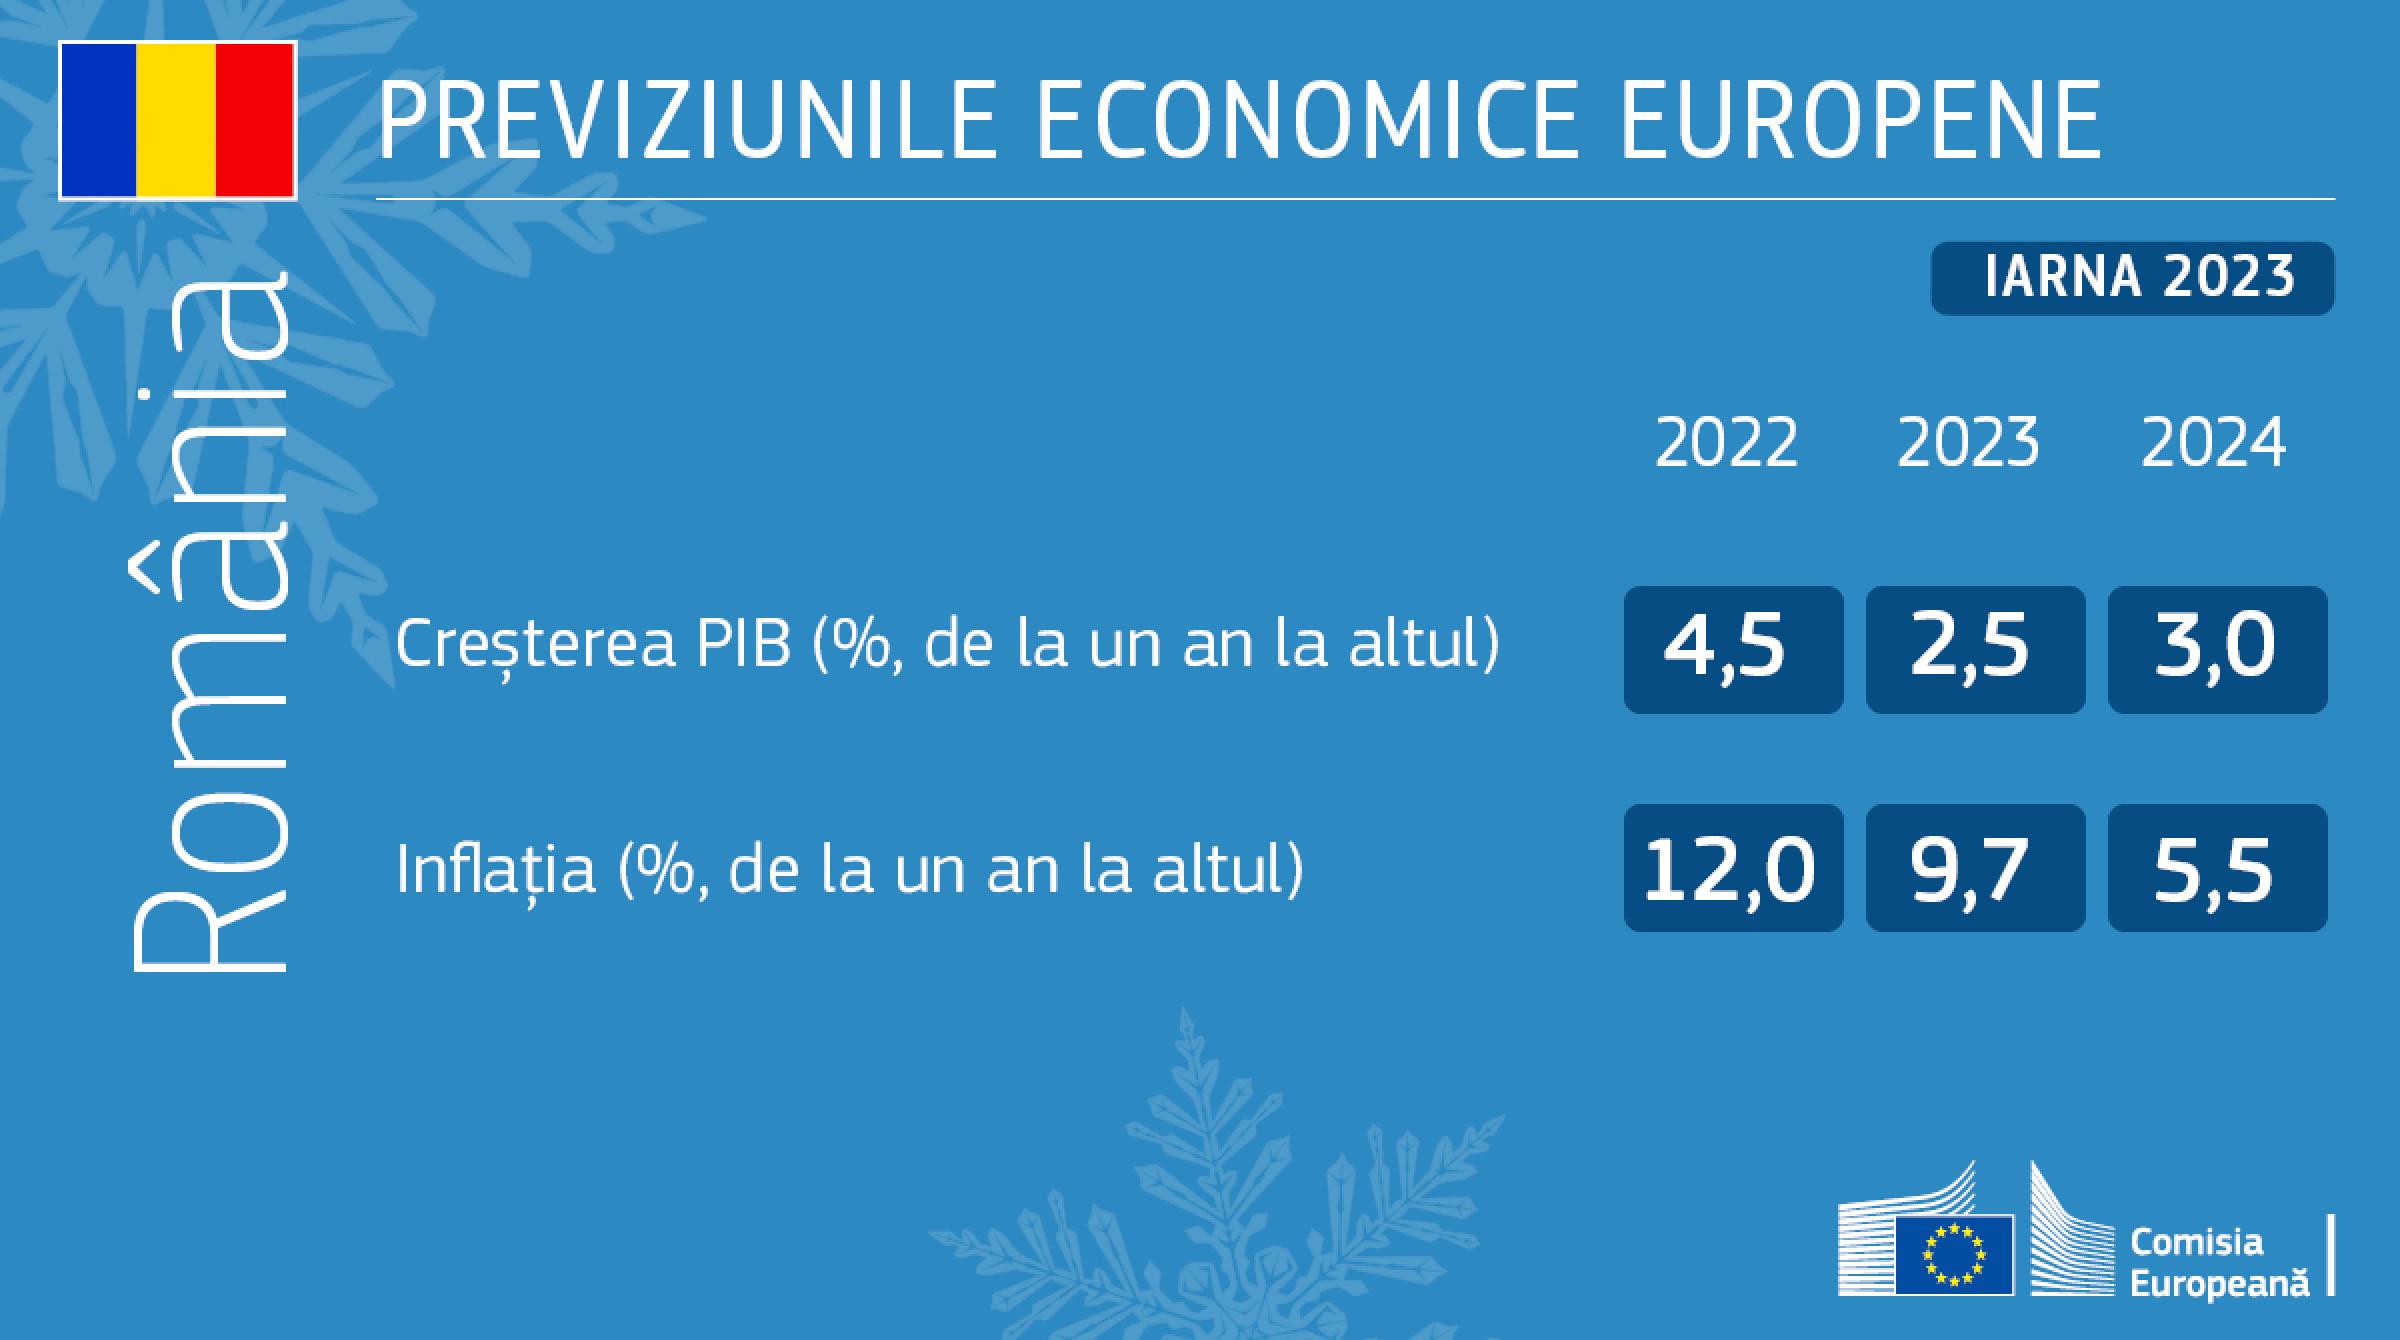 PREVIZIUNILE ECONOMICE EUROPENE
IARNA 2023
România
2022 2023 2024
Creșterea PIB (%, de la un an la altul) 4,5 2,5 3,0
Inflația (%, de la un an la altul) 12,0 9,7 5,5
Comisia
Europeană